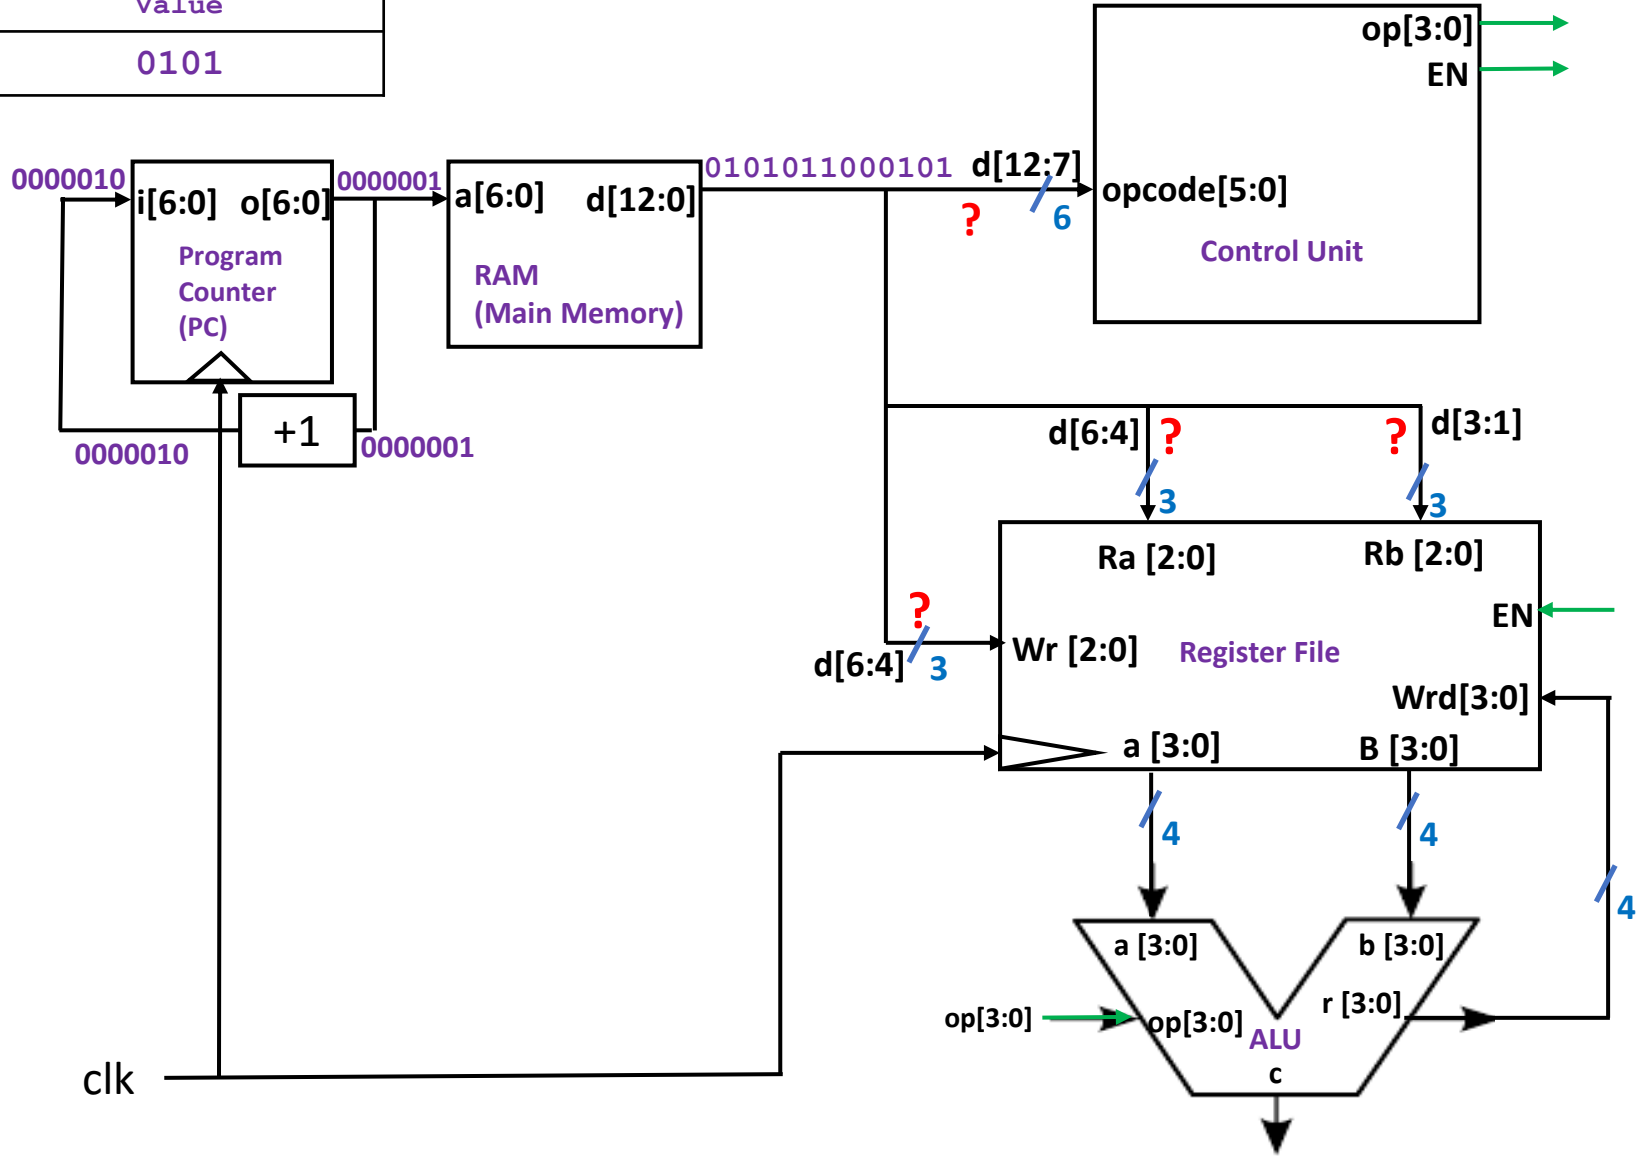 value
0101
op[3:0]
EN
0000010
i[6:0] o[6:0]
0000001
a[6:0] d[12:0]
0101011000101
d[12:7]
opcode[5:0]
? 6
Control Unit
Program
Counter
(PC)
RAM
(Main Memory)
+1
0000010
0000001
d[6:4] ?
3
? d[3:1]
3
Ra [2:0] Rb [2:0]
EN
?
d[6:4] 3
Wr [2:0] Register File
Wrd[3:0]
a [3:0] B [3:0]
4 4
4
a [3:0] b [3:0]
op[3:0] op[3:0] r [3:0]
ALU
c
clk